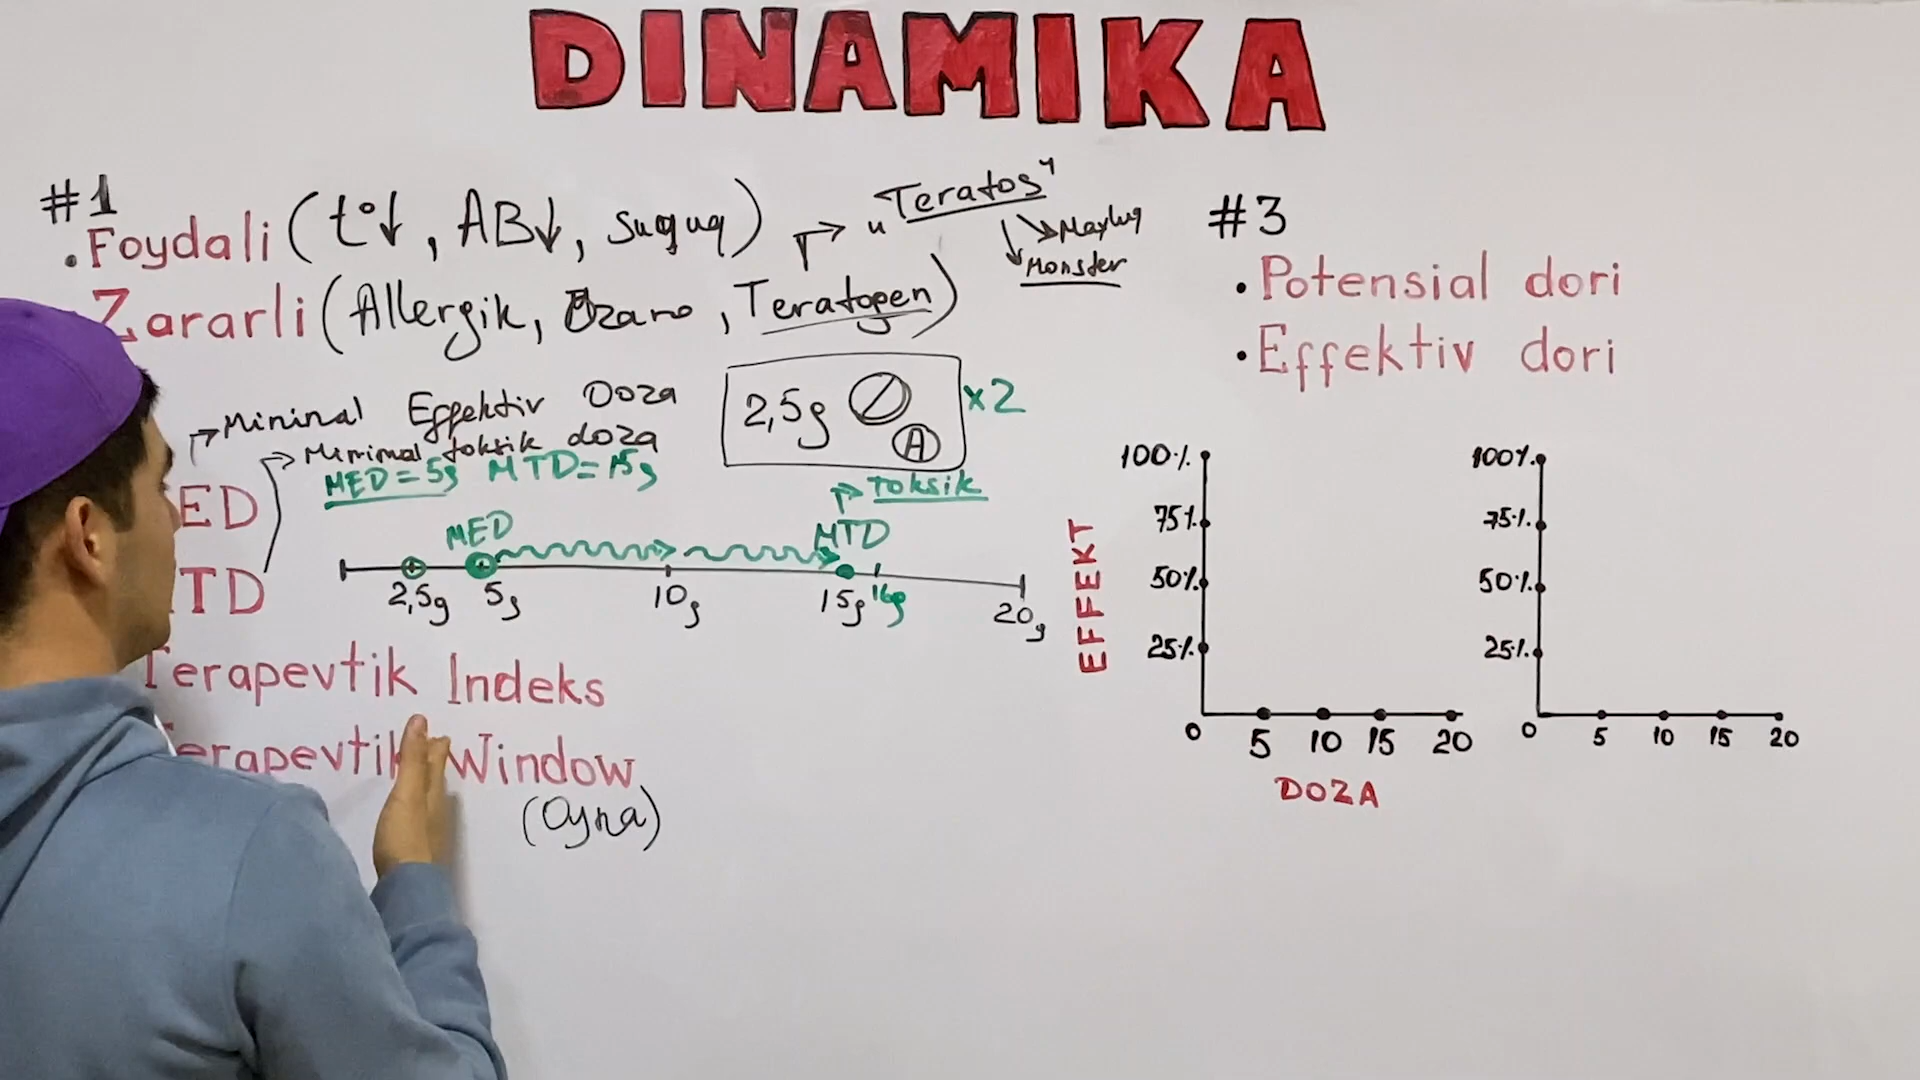 DINAMIKA
#1
• Foydali (t°↓, AB↓, suquq)
Zararli (Allergik, Ozano, Teratogen)
"Teratos"
Maxluq
Monster
Minimal Effektiv Doza
Minimal toksik doza
MED = 5g MTD = 15g
2,5g A
x2
ED
TD
MED
MTD
Toksik
2,5g 5g 10g 15g 16g 20g
Terapevtik Indeks
Terapevtik Window
(Oyna)
#3
• Potensial dori
• Effektiv dori
EFFEKT
100%
75%
50%
25%
0 5 10 15 20
DOZA
100%
75%
50%
25%
0 5 10 15 20